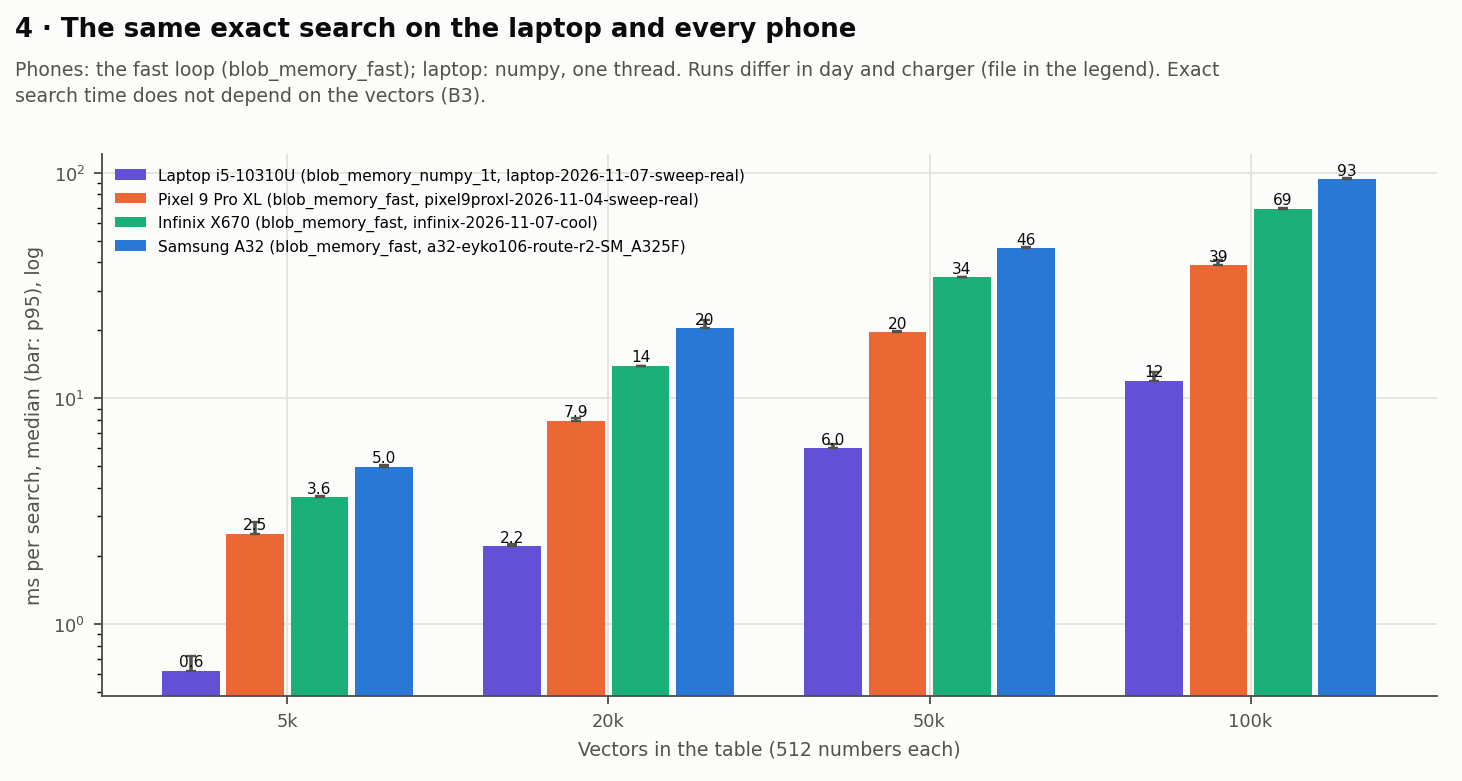 4 · The same exact search on the laptop and every phone
Phones: the fast loop (blob_memory_fast); laptop: numpy, one thread. Runs differ in day and charger (file in the legend). Exact
search time does not depend on the vectors (B3).
Laptop i5-10310U (blob_memory_numpy_1t, laptop-2026-11-07-sweep-real)
Pixel 9 Pro XL (blob_memory_fast, pixel9proxl-2026-11-04-sweep-real)
Infinix X670 (blob_memory_fast, infinix-2026-11-07-cool)
Samsung A32 (blob_memory_fast, a32-eyko106-route-r2-SM_A325F)
ms per search, median (bar: p95), log
10²
10¹
10⁰
0.6
2.5
3.6
5.0
2.2
7.9
14
20
6.0
20
34
46
12
39
69
93
5k
20k
50k
100k
Vectors in the table (512 numbers each)